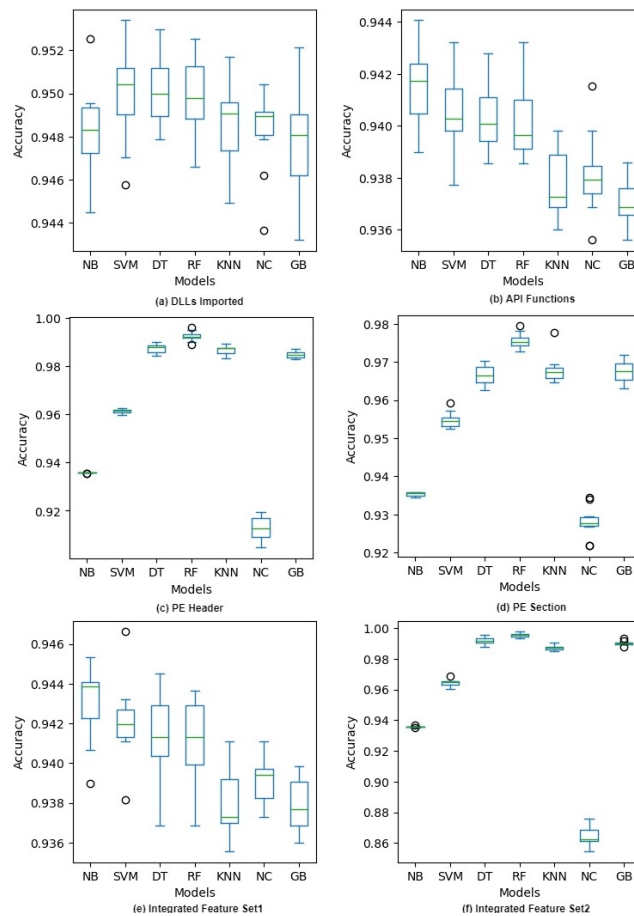 0.952
0.950
0.948
0.946
0.944
Accuracy
NB SVM DT RF KNN NC GB
Models
(a) DLLs Imported
0.944
0.942
0.940
0.938
0.936
Accuracy
NB SVM DT RF KNN NC GB
Models
(b) API Functions
1.00
0.98
0.96
0.94
0.92
Accuracy
NB SVM DT RF KNN NC GB
Models
(c) PE Header
0.98
0.97
0.96
0.95
0.94
0.93
0.92
Accuracy
NB SVM DT RF KNN NC GB
Models
(d) PE Section
0.946
0.944
0.942
0.940
0.938
0.936
Accuracy
NB SVM DT RF KNN NC GB
Models
(e) Integrated Feature Set1
1.00
0.98
0.96
0.94
0.92
0.90
0.88
0.86
Accuracy
NB SVM DT RF KNN NC GB
Models
(f) Integrated Feature Set2